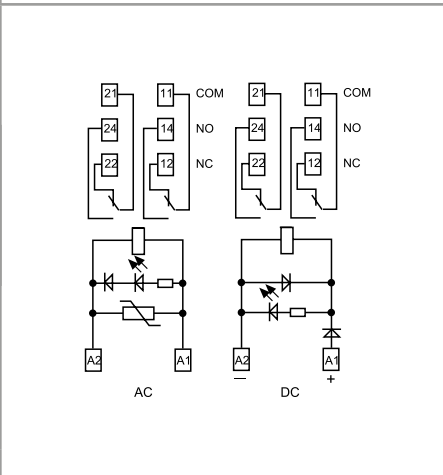 21 11 COM 21 11 COM
24 14 NO 24 14 NO
22 12 NC 22 12 NC
A2 A1 A2 A1
— +
AC DC